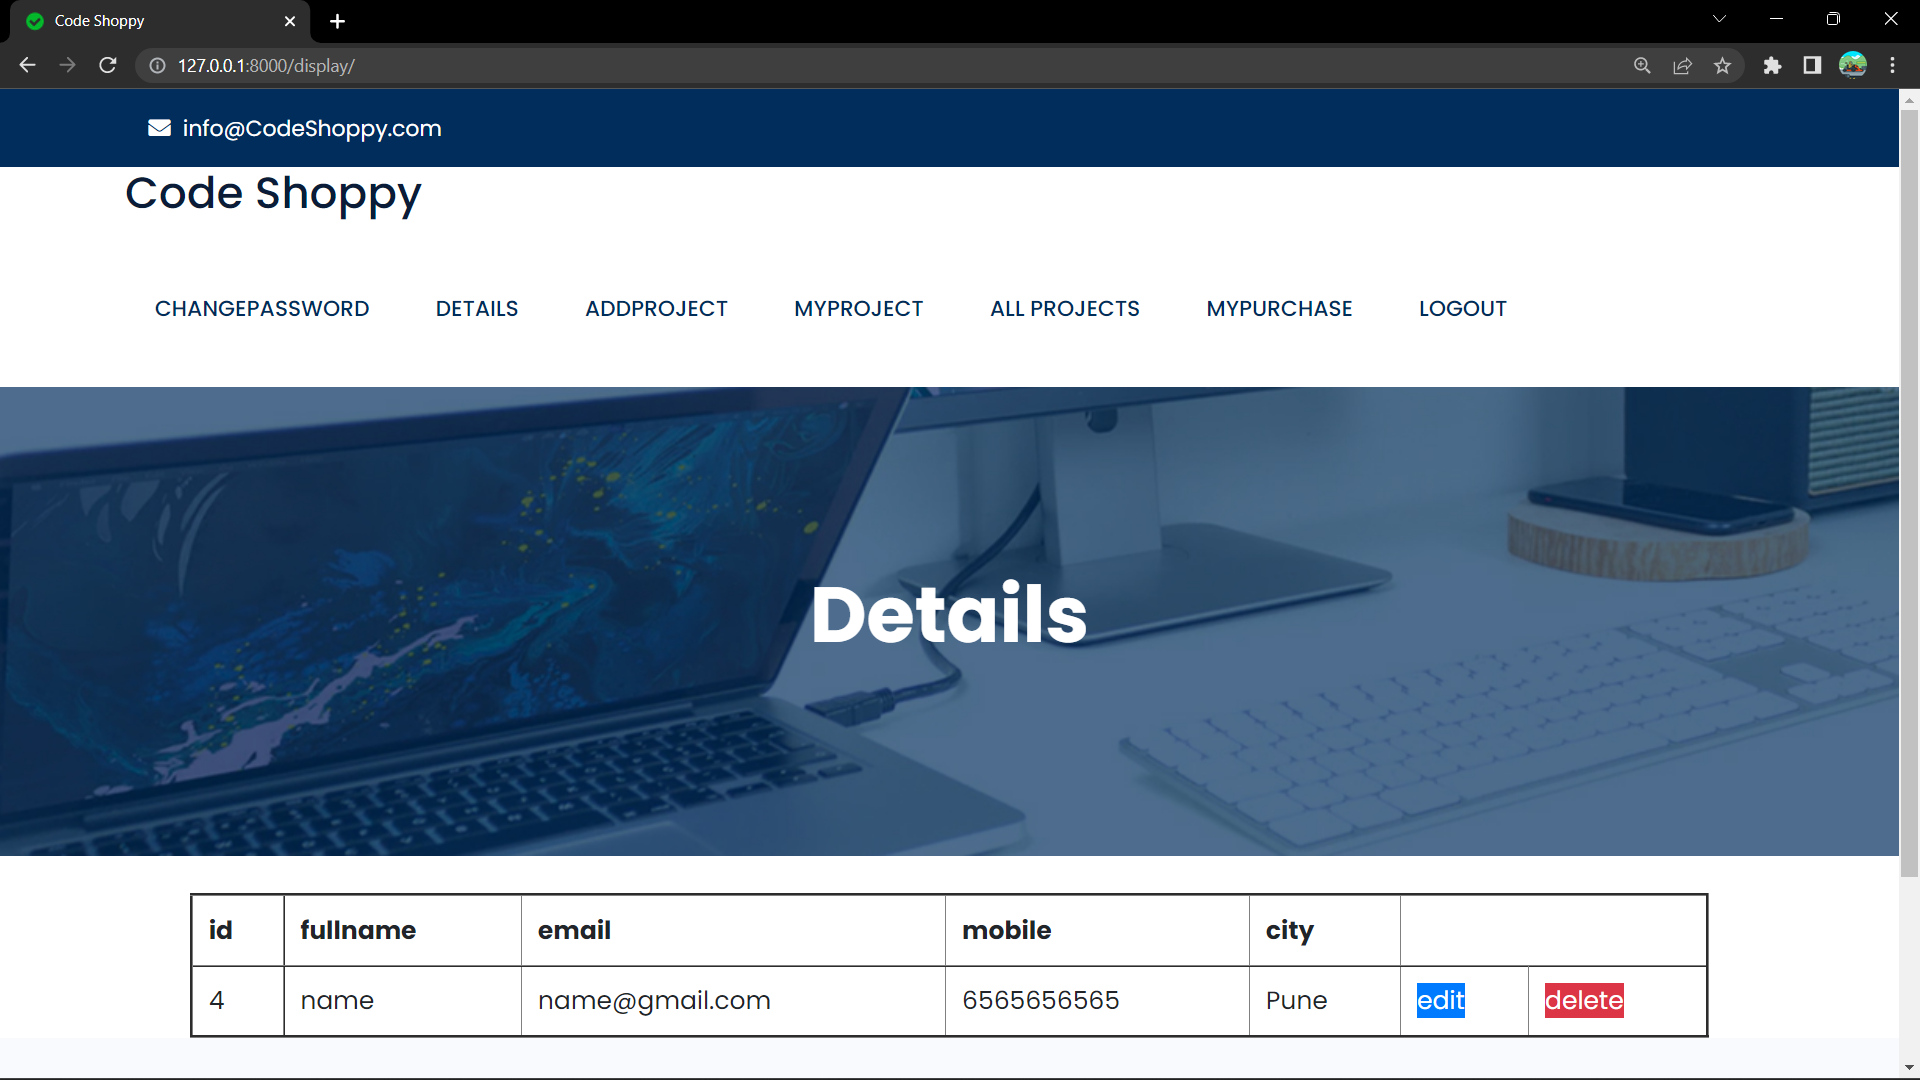 Code Shoppy
127.0.0.1:8000/display/
info@CodeShoppy.com
Code Shoppy
CHANGEPASSWORD DETAILS ADDPROJECT MYPROJECT ALL PROJECTS MYPURCHASE LOGOUT
Details
id fullname email mobile city
4 name name@gmail.com 6565656565 Pune edit delete